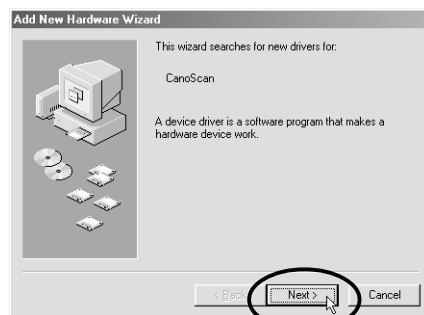 Add New Hardware Wizard
This wizard searches for new drivers for:
CanoScan
A device driver is a software program that makes a
hardware device work.
< Back
Next >
Cancel